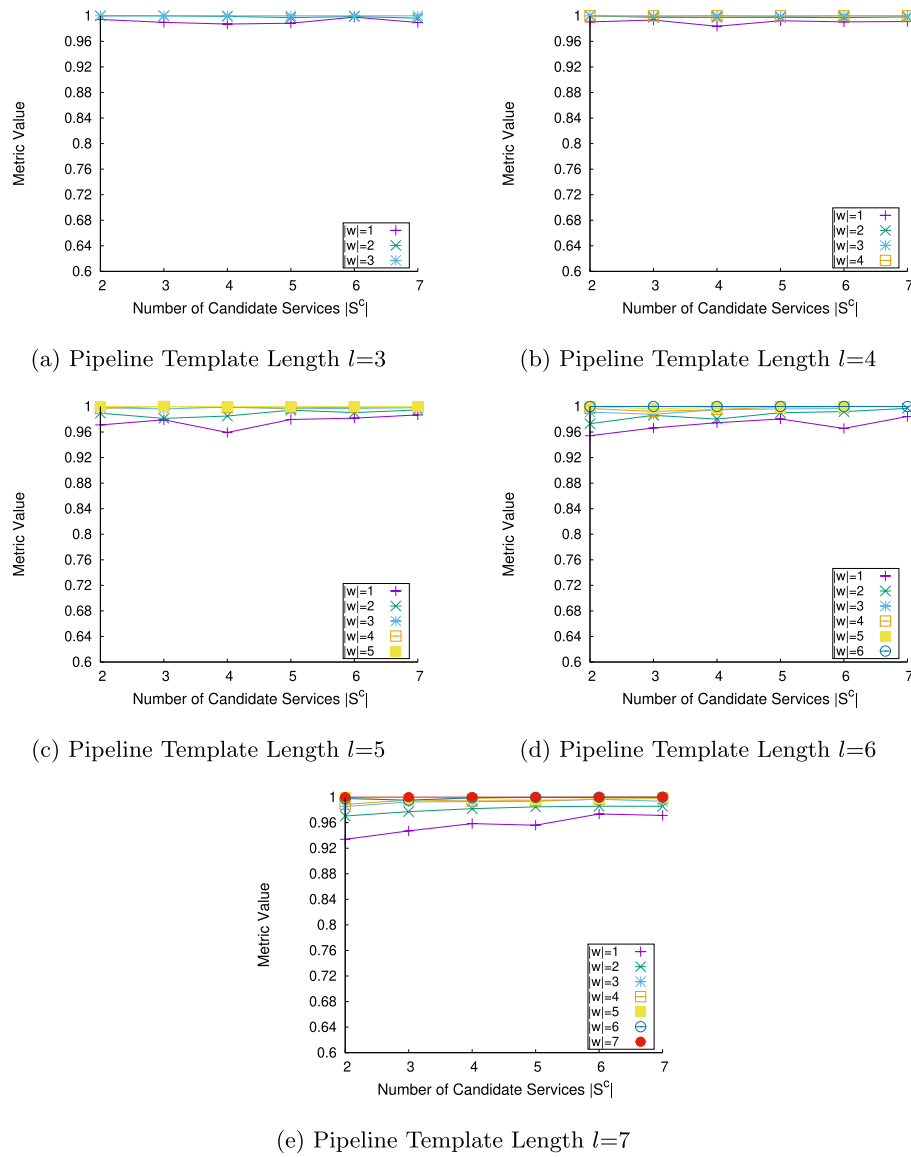 1
0.96
0.92
0.88
0.84
0.8
0.76
0.72
0.68
0.64
0.6
Metric Value
|w|=1
|w|=2
|w|=3
2 3 4 5 6 7
Number of Candidate Services |S^c|
(a) Pipeline Template Length l=3
1
0.96
0.92
0.88
0.84
0.8
0.76
0.72
0.68
0.64
0.6
Metric Value
|w|=1
|w|=2
|w|=3
|w|=4
2 3 4 5 6 7
Number of Candidate Services |S^c|
(b) Pipeline Template Length l=4
1
0.96
0.92
0.88
0.84
0.8
0.76
0.72
0.68
0.64
0.6
Metric Value
|w|=1
|w|=2
|w|=3
|w|=4
|w|=5
2 3 4 5 6 7
Number of Candidate Services |S^c|
(c) Pipeline Template Length l=5
1
0.96
0.92
0.88
0.84
0.8
0.76
0.72
0.68
0.64
0.6
Metric Value
|w|=1
|w|=2
|w|=3
|w|=4
|w|=5
|w|=6
2 3 4 5 6 7
Number of Candidate Services |S^c|
(d) Pipeline Template Length l=6
1
0.96
0.92
0.88
0.84
0.8
0.76
0.72
0.68
0.64
0.6
Metric Value
|w|=1
|w|=2
|w|=3
|w|=4
|w|=5
|w|=6
|w|=7
2 3 4 5 6 7
Number of Candidate Services |S^c|
(e) Pipeline Template Length l=7